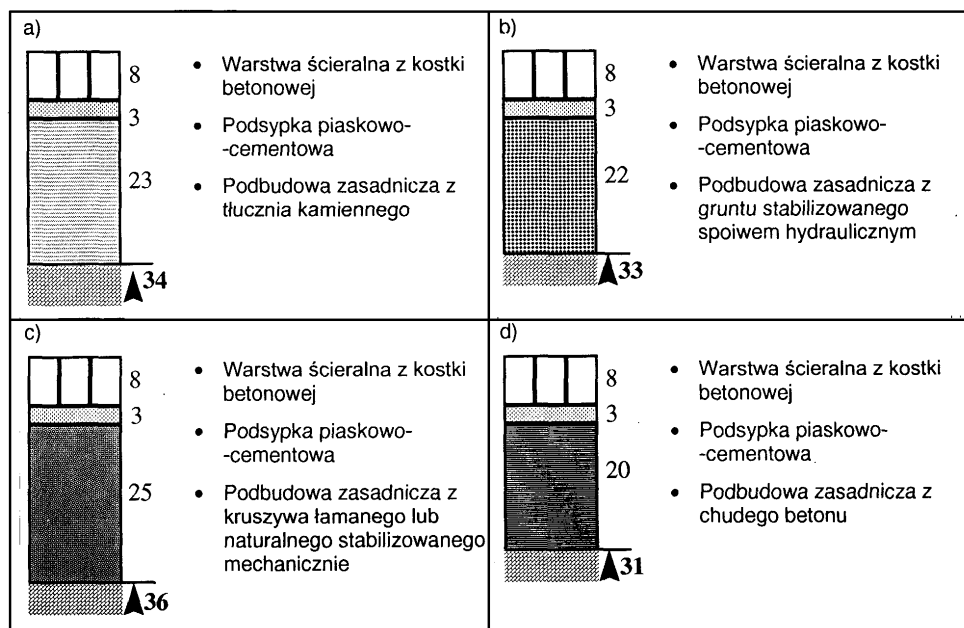 a)
8
3
23
34
• Warstwa ścieralna z kostki
betonowej
• Podsypka piaskowo-
-cementowa
• Podbudowa zasadnicza z
tłucznia kamiennego
b)
8
3
22
33
• Warstwa ścieralna z kostki
betonowej
• Podsypka piaskowo-
-cementowa
• Podbudowa zasadnicza z
gruntu stabilizowanego
spoiwem hydraulicznym
c)
8
3
25
36
• Warstwa ścieralna z kostki
betonowej
• Podsypka piaskowo-
-cementowa
• Podbudowa zasadnicza z
kruszywa łamanego lub
naturalnego stabilizowanego
mechanicznie
d)
8
3
20
31
• Warstwa ścieralna z kostki
betonowej
• Podsypka piaskowo-
-cementowa
• Podbudowa zasadnicza z
chudego betonu